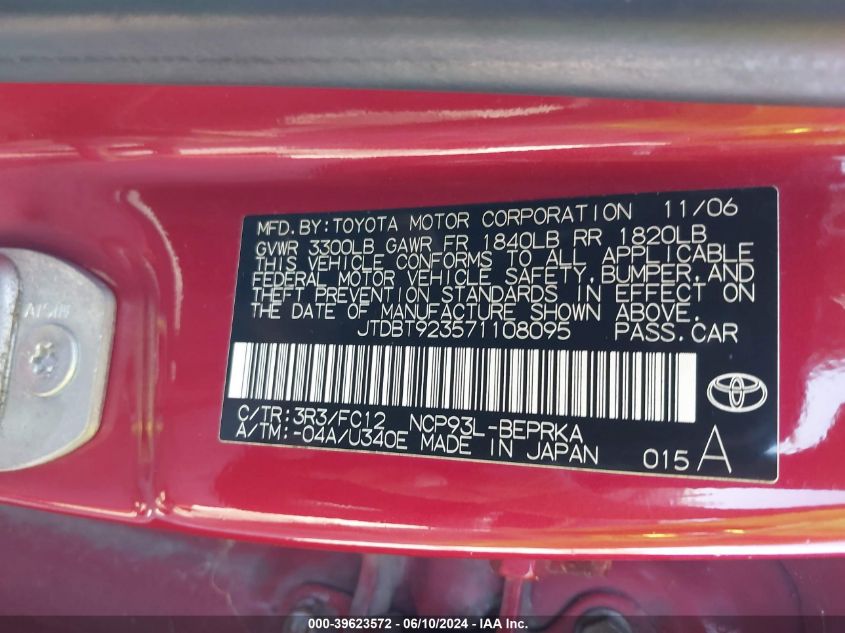 MFD.BY:TOYOTA MOTOR CORPORATION 11/06
GVWR 3300LB GAWR FR 1840LB RR 1820LB
THIS VEHICLE CONFORMS TO ALL APPLICABLE
FEDERAL MOTOR VEHICLE SAFETY,BUMPER,AND
THEFT PREVENTION STANDARDS IN EFFECT ON
THE DATE OF MANUFACTURE SHOWN ABOVE.
JTDBT923571108095 PASS.CAR
C/TR:3R3/FC12 NCP93L-BEPRKA
A/TM:-04A/U340E MADE IN JAPAN 015 A
AISIN
000-39623572 / 06/10/2024 - IAA Inc.